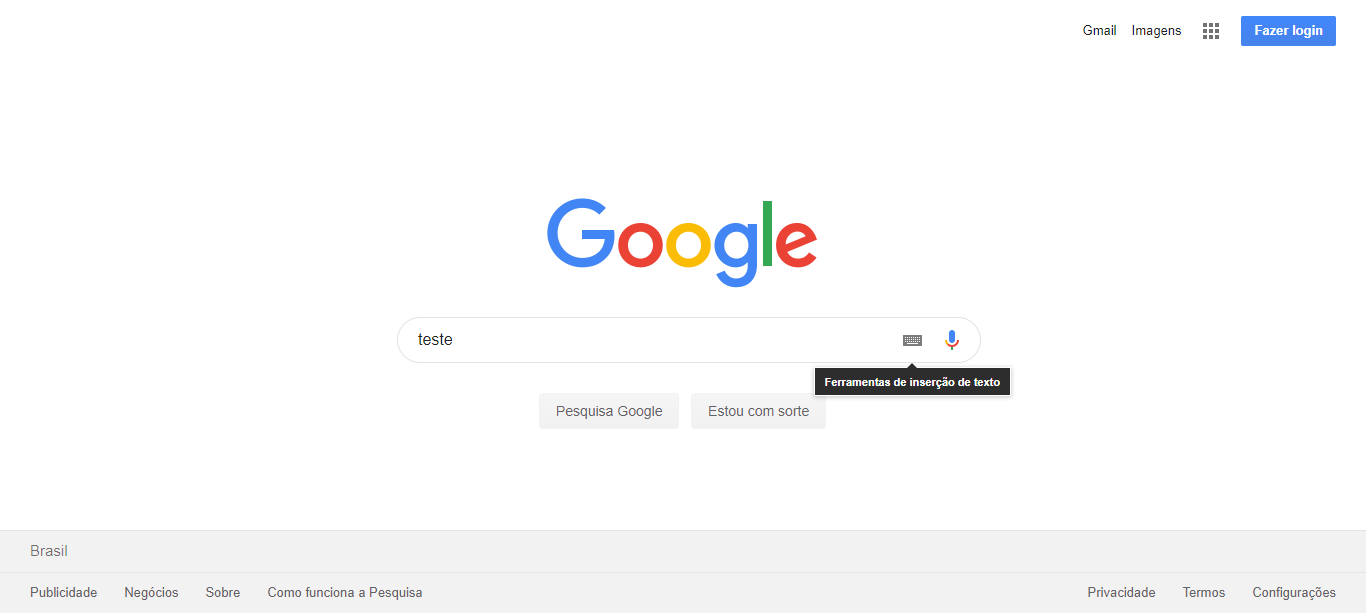 Gmail Imagens Fazer login
Google
teste
Ferramentas de inserção de texto
Pesquisa Google Estou com sorte
Brasil
Publicidade Negócios Sobre Como funciona a Pesquisa Privacidade Termos Configurações